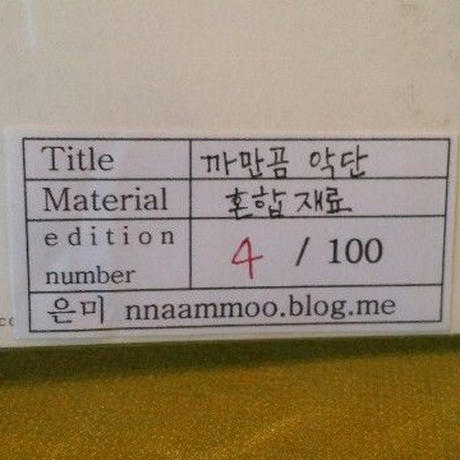 Title 까만곰 악단
Material 혼합재료
edition
number 4 / 100
은미 nnaammoo.blog.me